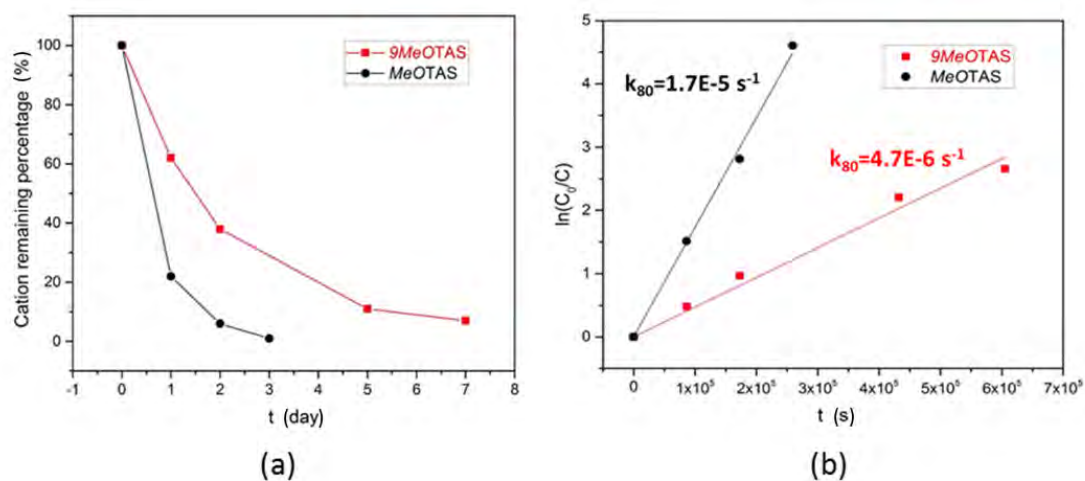 Cation remaining percentage (%)
100
80
60
40
20
0
-1 0 1 2 3 4 5 6 7 8
t (day)
9MeOTAS
MeOTAS
(a)
ln(C₀/C)
5
4
3
2
1
0
0 1x10⁵ 2x10⁵ 3x10⁵ 4x10⁵ 5x10⁵ 6x10⁵ 7x10⁵
t (s)
9MeOTAS
MeOTAS
k₈₀=1.7E-5 s⁻¹
k₈₀=4.7E-6 s⁻¹
(b)